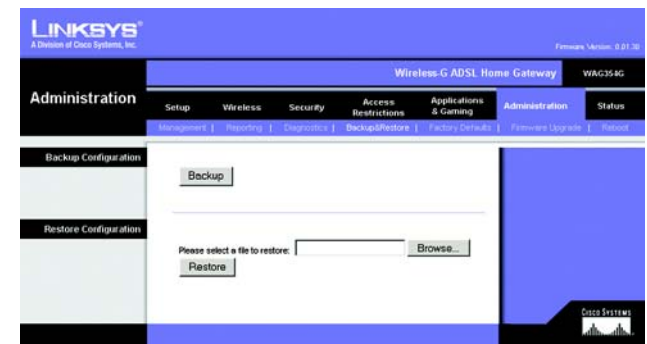 LINKSYS®
A Division of Cisco Systems, Inc.
Firmware Version: 0.01.30
Wireless-G ADSL Home Gateway WAG354G
Administration
Setup Wireless Security Access Restrictions Applications & Gaming Administration Status
Management | Reporting | Diagnostics | Backup&Restore | Factory Defaults | Firmware Upgrade | Reboot
Backup Configuration
Backup
Restore Configuration
Please select a file to restore: Browse...
Restore
CISCO SYSTEMS